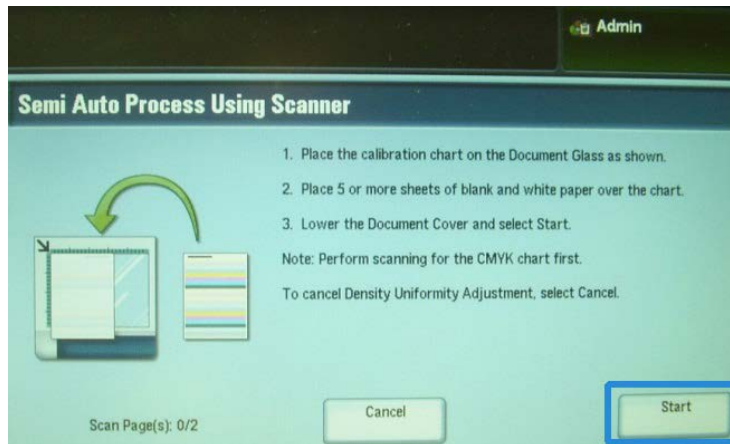 Admin
Semi Auto Process Using Scanner
1. Place the calibration chart on the Document Glass as shown.
2. Place 5 or more sheets of blank and white paper over the chart.
3. Lower the Document Cover and select Start.
Note: Perform scanning for the CMYK chart first.
To cancel Density Uniformity Adjustment, select Cancel.
Scan Page(s): 0/2
Cancel
Start